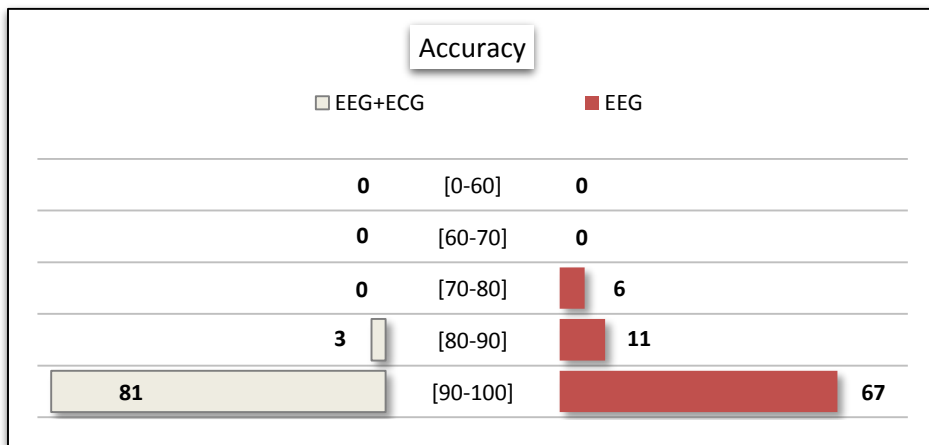 Accuracy
EEG+ECG EEG
0 [0-60] 0
0 [60-70] 0
0 [70-80] 6
3 [80-90] 11
81 [90-100] 67